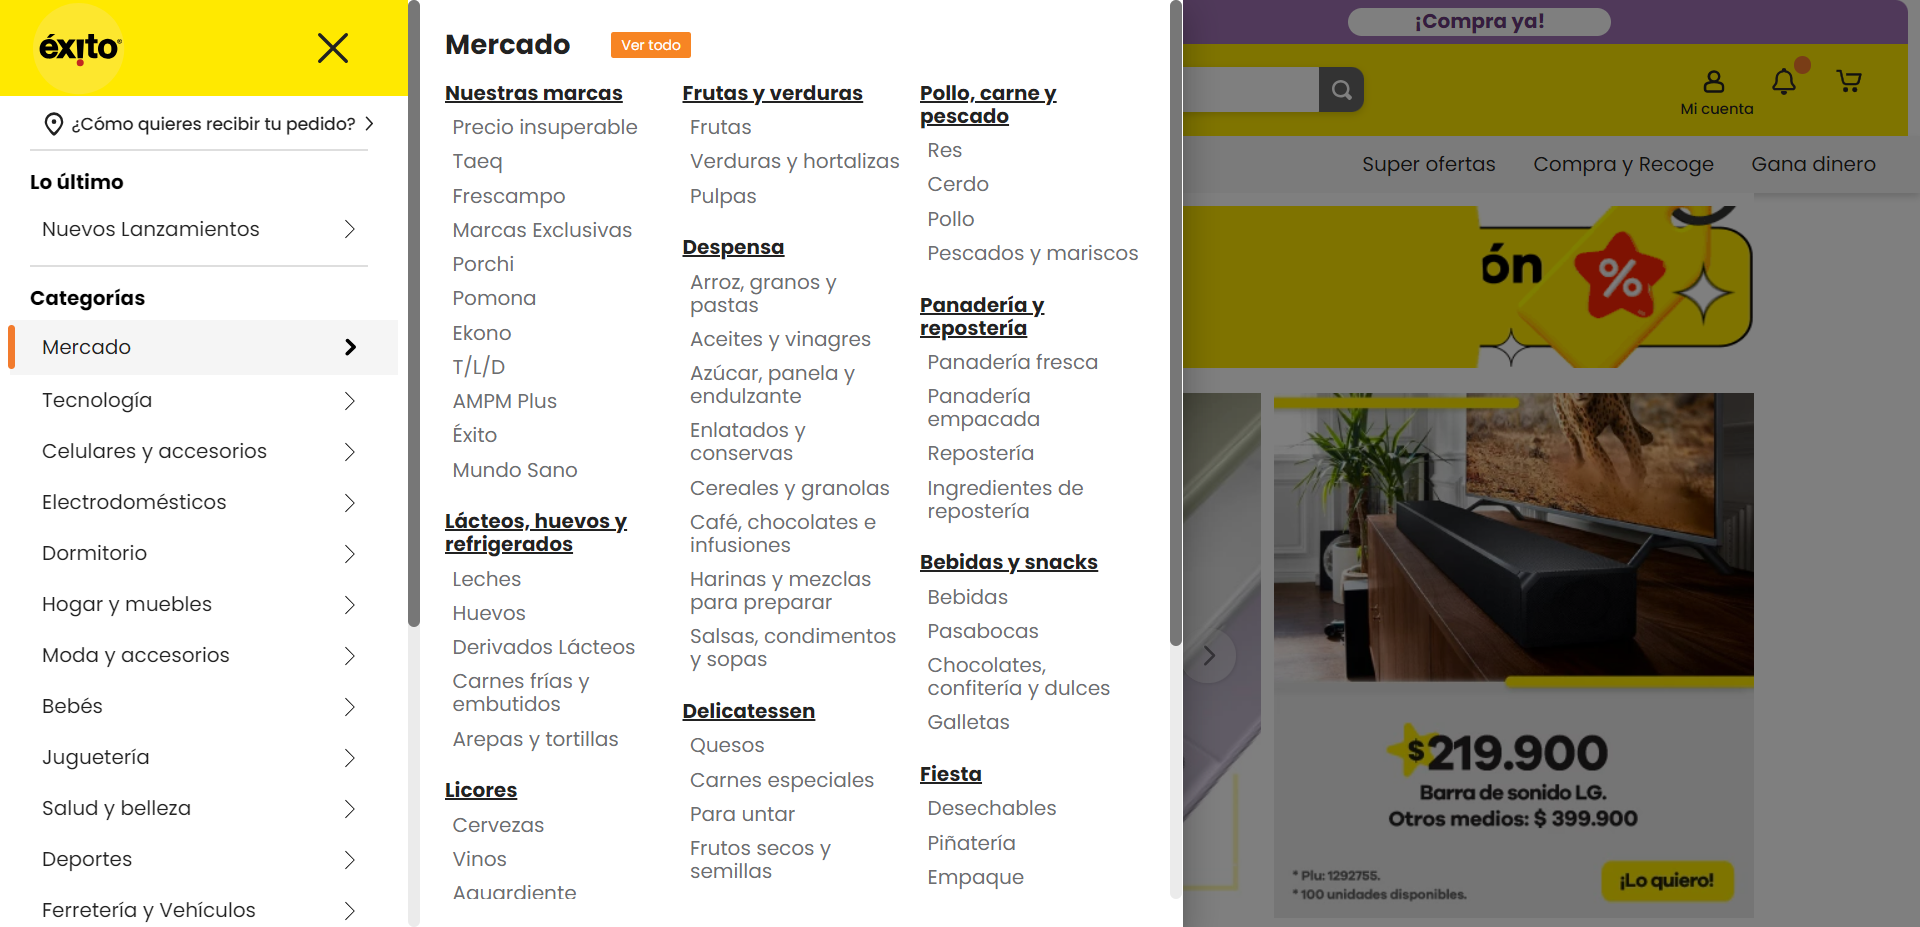 éxito
¿Cómo quieres recibir tu pedido?
Lo último
Nuevos Lanzamientos
Categorías
Mercado
Tecnología
Celulares y accesorios
Electrodomésticos
Dormitorio
Hogar y muebles
Moda y accesorios
Bebés
Juguetería
Salud y belleza
Deportes
Ferretería y Vehículos
Mercado
Ver todo
Nuestras marcas
Precio insuperable
Taeq
Frescampo
Marcas Exclusivas
Porchi
Pomona
Ekono
T/L/D
AMPM Plus
Éxito
Mundo Sano
Lácteos, huevos y
refrigerados
Leches
Huevos
Derivados Lácteos
Carnes frías y
embutidos
Arepas y tortillas
Licores
Cervezas
Vinos
Aguardiente
Frutas y verduras
Frutas
Verduras y hortalizas
Pulpas
Despensa
Arroz, granos y
pastas
Aceites y vinagres
Azúcar, panela y
endulzante
Enlatados y
conservas
Cereales y granolas
Café, chocolates e
infusiones
Harinas y mezclas
para preparar
Salsas, condimentos
y sopas
Delicatessen
Quesos
Carnes especiales
Para untar
Frutos secos y
semillas
Pollo, carne y
pescado
Res
Cerdo
Pollo
Pescados y mariscos
Panadería y
repostería
Panadería fresca
Panadería
empacada
Repostería
Ingredientes de
repostería
Bebidas y snacks
Bebidas
Pasabocas
Chocolates,
confitería y dulces
Galletas
Fiesta
Desechables
Piñatería
Empaque
¡Compra ya!
Mi cuenta
Super ofertas
Compra y Recoge
Gana dinero
ón
%
$219.900
Barra de sonido LG.
Otros medios: $ 399.900
* Plu: 1292755.
* 100 unidades disponibles.
¡Lo quiero!